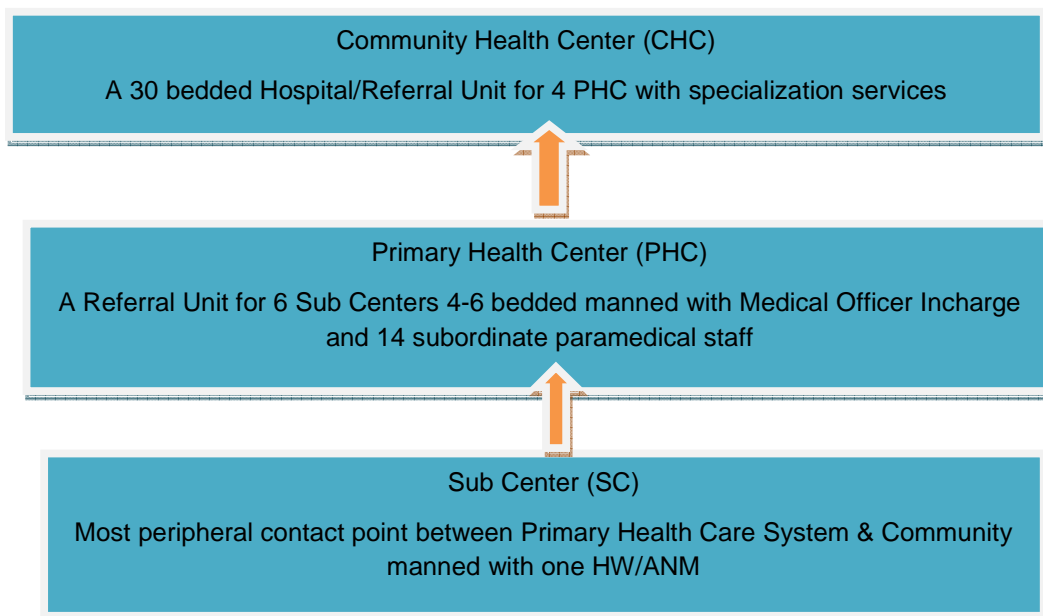 Community Health Center (CHC)
A 30 bedded Hospital/Referral Unit for 4 PHC with specialization services
Primary Health Center (PHC)
A Referral Unit for 6 Sub Centers 4-6 bedded manned with Medical Officer Incharge
and 14 subordinate paramedical staff
Sub Center (SC)
Most peripheral contact point between Primary Health Care System & Community
manned with one HW/ANM